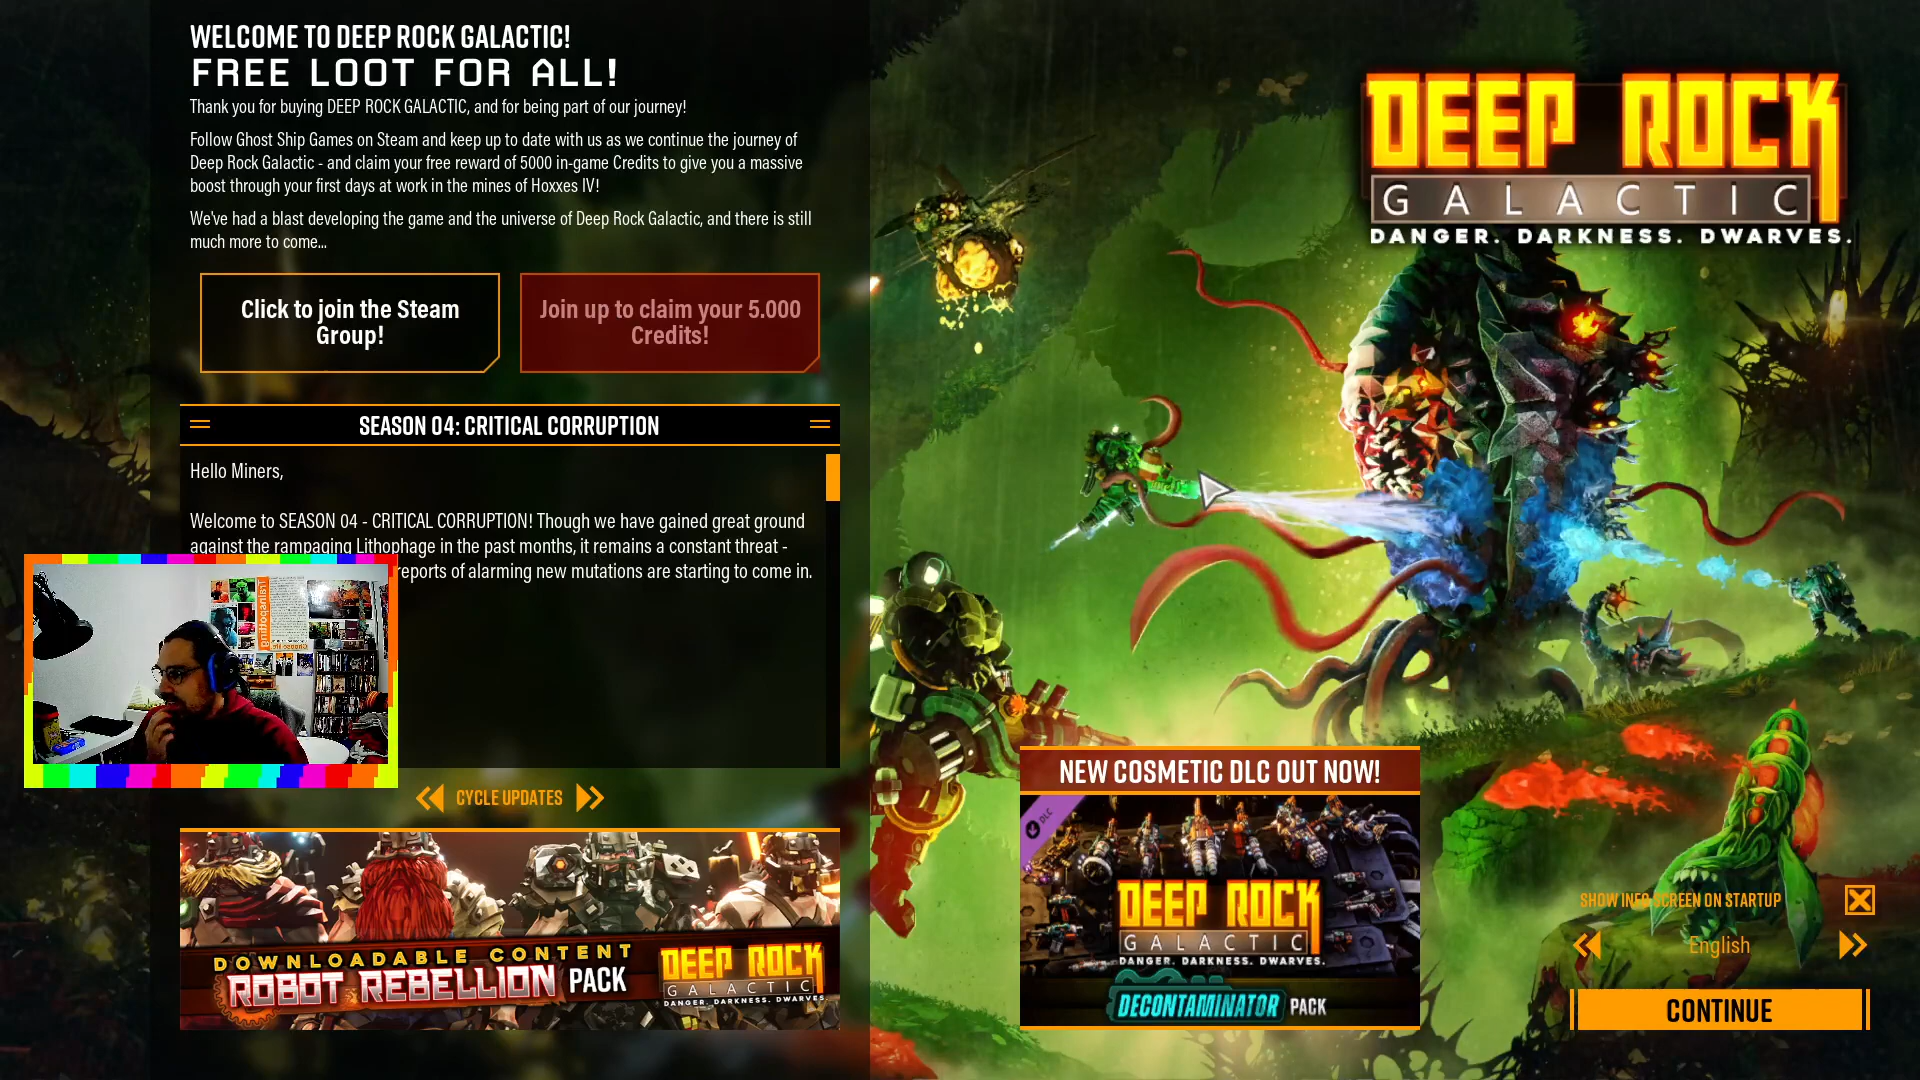 WELCOME TO DEEP ROCK GALACTIC!
FREE LOOT FOR ALL!
Thank you for buying DEEP ROCK GALACTIC, and for being part of our journey!
Follow Ghost Ship Games on Steam and keep up to date with us as we continue the journey of
Deep Rock Galactic - and claim your free reward of 5000 in-game Credits to give you a massive
boost through your first days at work in the mines of Hoxxes IV!
We've had a blast developing the game and the universe of Deep Rock Galactic, and there is still
much more to come...
Click to join the Steam
Group!
Join up to claim your 5.000
Credits!
SEASON 04: CRITICAL CORRUPTION
Hello Miners,
Welcome to SEASON 04 - CRITICAL CORRUPTION! Though we have gained great ground
against the rampaging Lithophage in the past months, it remains a constant threat -
reports of alarming new mutations are starting to come in.
CYCLE UPDATES
DOWNLOADABLE CONTENT
ROBOT REBELLION PACK
DEEP ROCK
GALACTIC
DANGER. DARKNESS. DWARVES.
DEEP ROCK
GALACTIC
DANGER. DARKNESS. DWARVES.
NEW COSMETIC DLC OUT NOW!
DLC
DEEP ROCK
GALACTIC
DANGER. DARKNESS. DWARVES.
DECONTAMINATOR PACK
SHOW INFO SCREEN ON STARTUP
English
CONTINUE